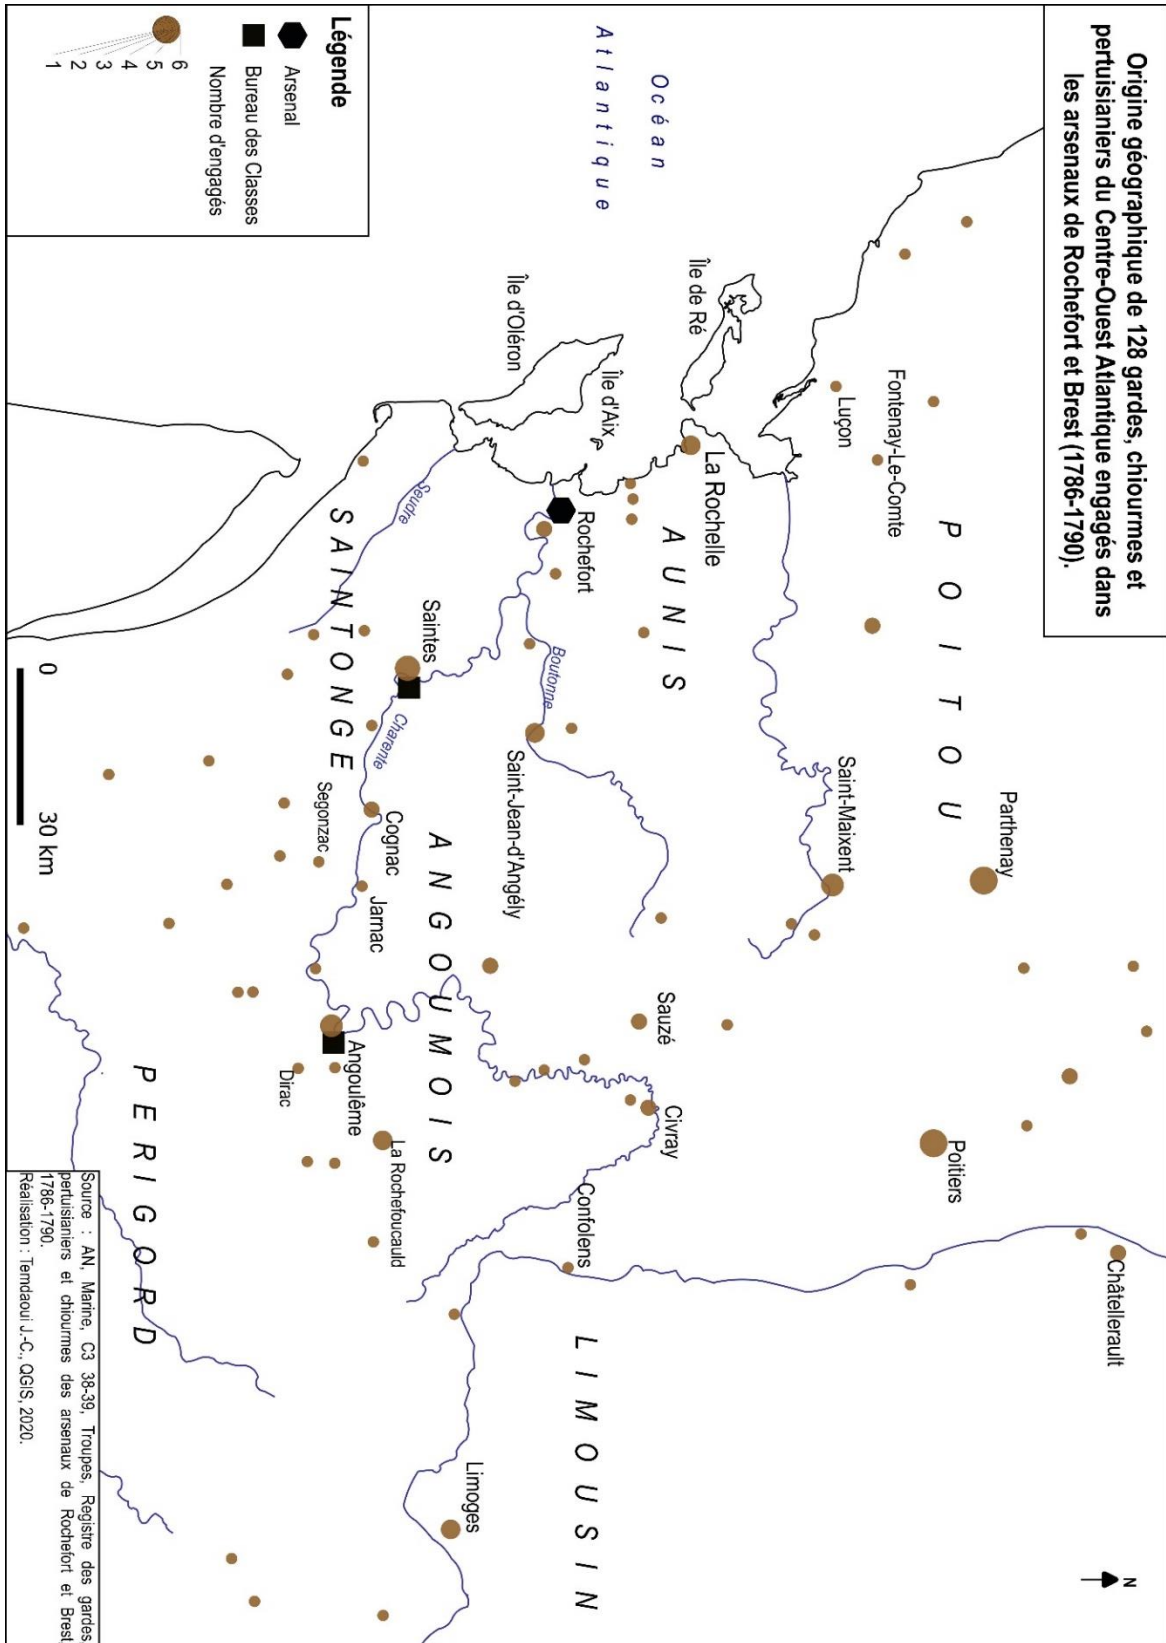 Origine géographique de 128 gardes, chiourmes et
pertuisianiers du Centre-Ouest Atlantique engagés dans
les arsenaux de Rochefort et Brest (1786-1790).
N
POITOU
Parthenay
Poitiers
Châtellerault
Fontenay-Le-Comte
Luçon
Saint-Maixent
La Rochelle
AUNIS
Île de Ré
Sauzé
Civray
Océan
Atlantique
Île d'Aix
Rochefort
Boutonne
Saint-Jean-d'Angély
Confolens
LIMOUSIN
Île d'Oléron
Seudre
Saintes
Charente
ANGOUMOIS
Cognac
Jarnac
SAINTONGE
Segonzac
Angoulême
La Rochefoucauld
Limoges
Dirac
PERIGORD
Légende
Arsenal
Bureau des Classes
Nombre d'engagés
6
5
4
3
2
1
0 30 km
Source : AN, Marine, C3 38-39, Troupes, Registre des gardes,
pertuisianiers et chiourmes des arsenaux de Rochefort et Brest,
1786-1790.
Réalisation : Temdaoui J.-C., QGIS, 2020.